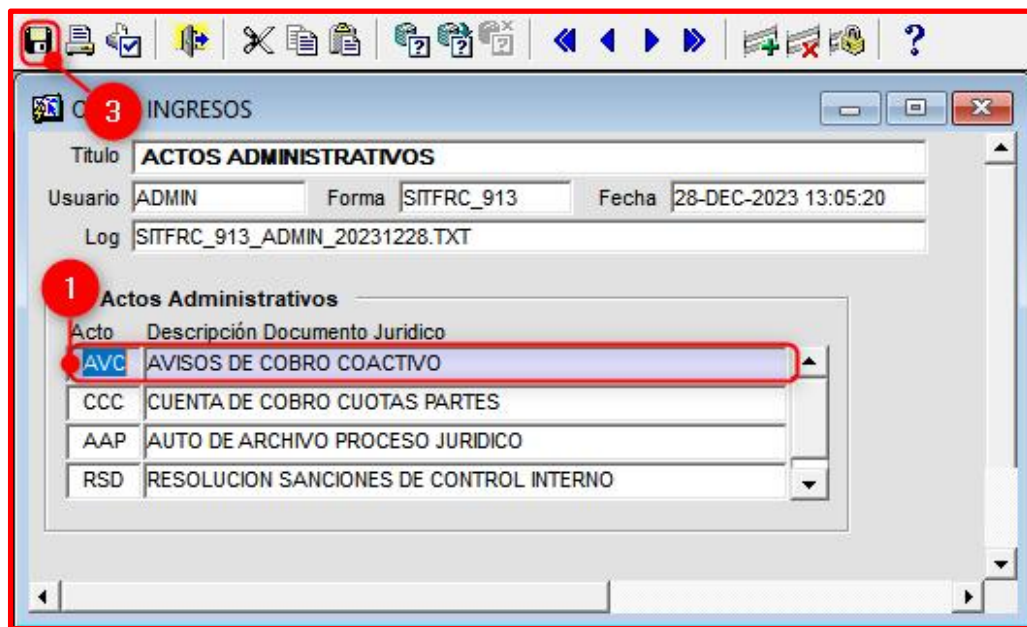 ?
3
INGRESOS
Titulo ACTOS ADMINISTRATIVOS
Usuario ADMIN Forma SITFRC_913 Fecha 28-DEC-2023 13:05:20
Log SITFRC_913_ADMIN_20231228.TXT
1
Actos Administrativos
Acto Descripción Documento Juridico
AVC AVISOS DE COBRO COACTIVO
CCC CUENTA DE COBRO CUOTAS PARTES
AAP AUTO DE ARCHIVO PROCESO JURIDICO
RSD RESOLUCION SANCIONES DE CONTROL INTERNO